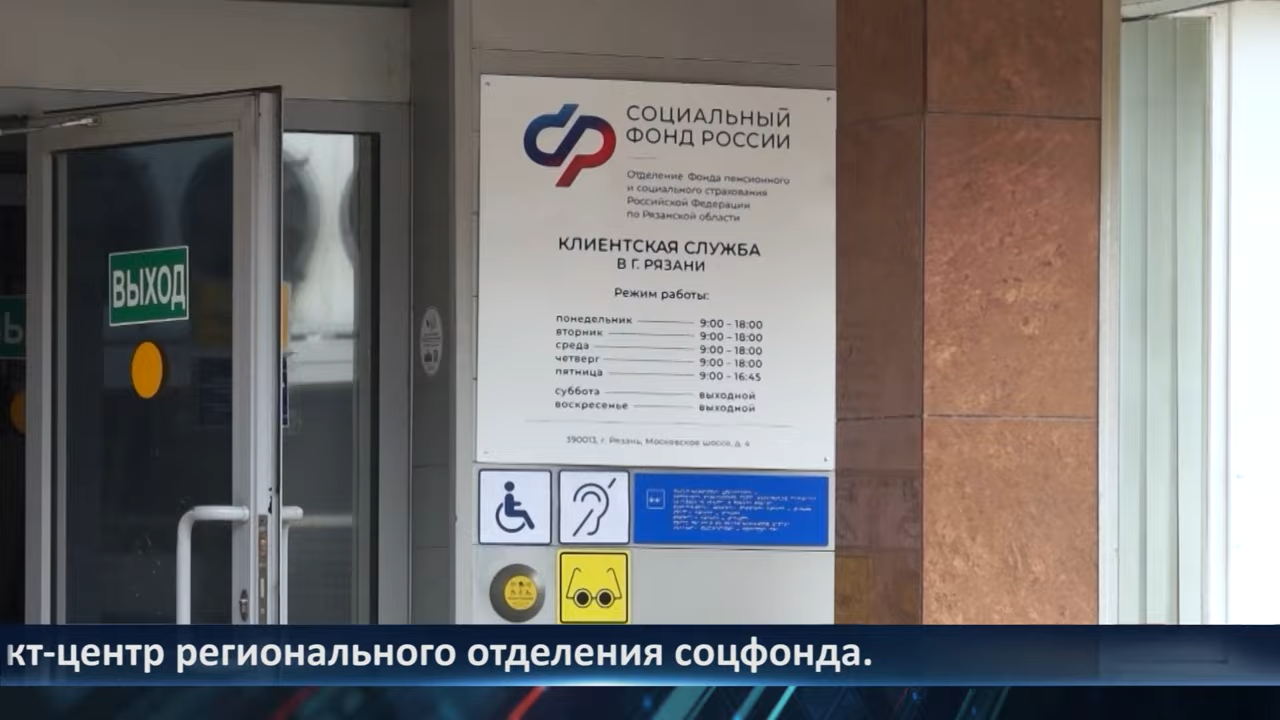 СОЦИАЛЬНЫЙ
ФОНД РОССИИ
Отделение Фонда пенсионного
и социального страхования
Российской Федерации
по Рязанской области
КЛИЕНТСКАЯ СЛУЖБА
В Г. РЯЗАНИ
Режим работы:
понедельник 9:00 - 18:00
вторник 9:00 - 18:00
среда 9:00 - 18:00
четверг 9:00 - 18:00
пятница 9:00 - 16:45
суббота выходной
воскресенье выходной
390013, г. Рязань, Московское шоссе, д. 4
ВЫХОД
кт-центр регионального отделения соцфонда.